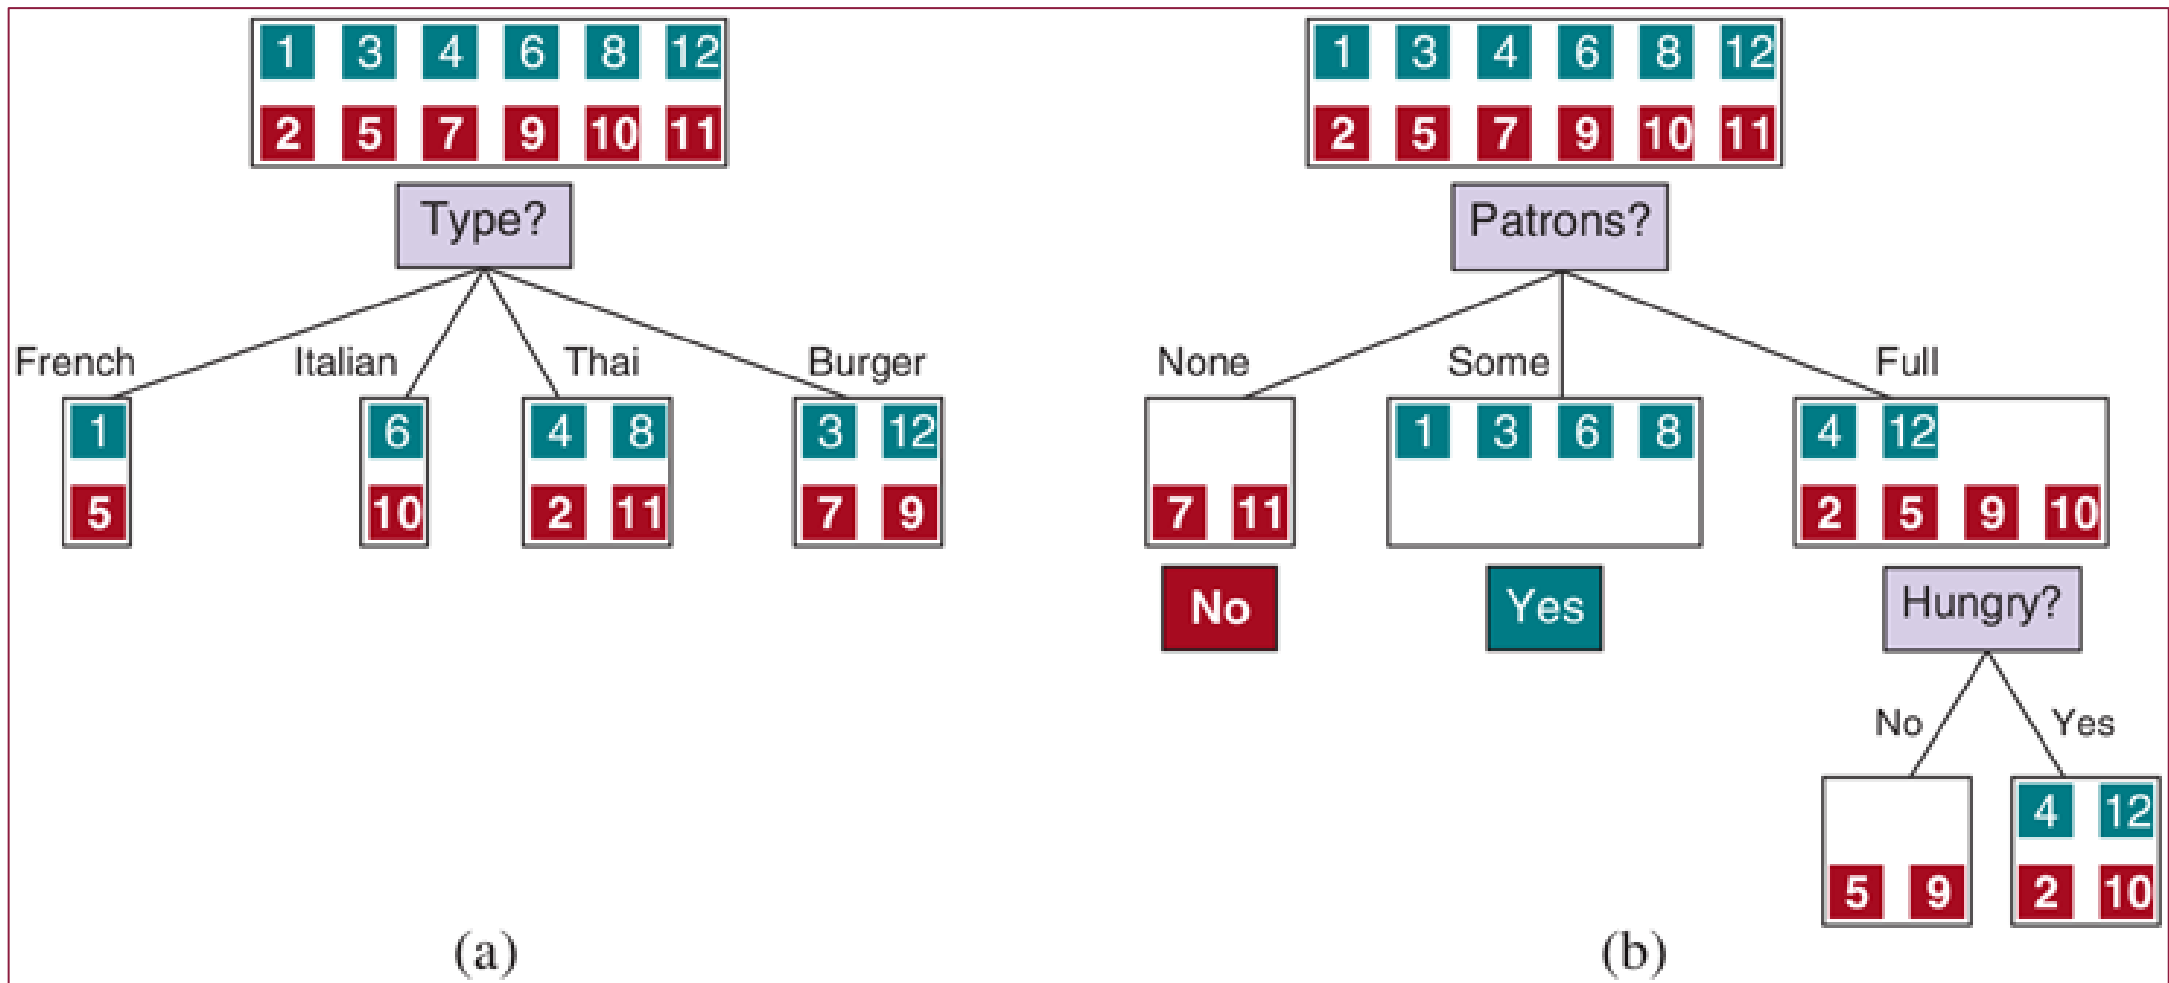 1 3 4 6 8 12
2 5 7 9 10 11
Type?
French Italian Thai Burger
1 6 4 8 3 12
5 10 2 11 7 9
(a)
1 3 4 6 8 12
2 5 7 9 10 11
Patrons?
None Some Full
1 3 6 8 4 12
7 11 2 5 9 10
No Yes Hungry?
No Yes
4 12
5 9 2 10
(b)